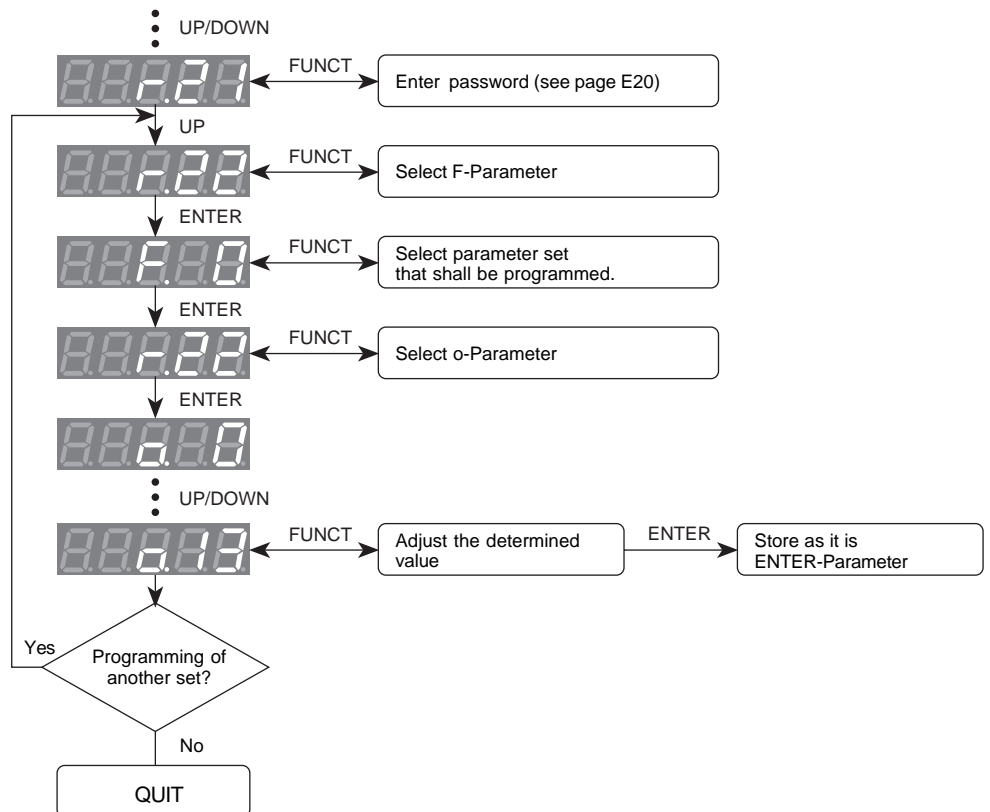 UP/DOWN
r.21
FUNCT
Enter password (see page E20)
UP
r.22
FUNCT
Select F-Parameter
ENTER
F. 0
FUNCT
Select parameter set
that shall be programmed.
ENTER
r.22
FUNCT
Select o-Parameter
ENTER
o. 0
UP/DOWN
o.13
FUNCT
Adjust the determined
value
ENTER
Store as it is
ENTER-Parameter
Yes
Programming of
another set?
No
QUIT